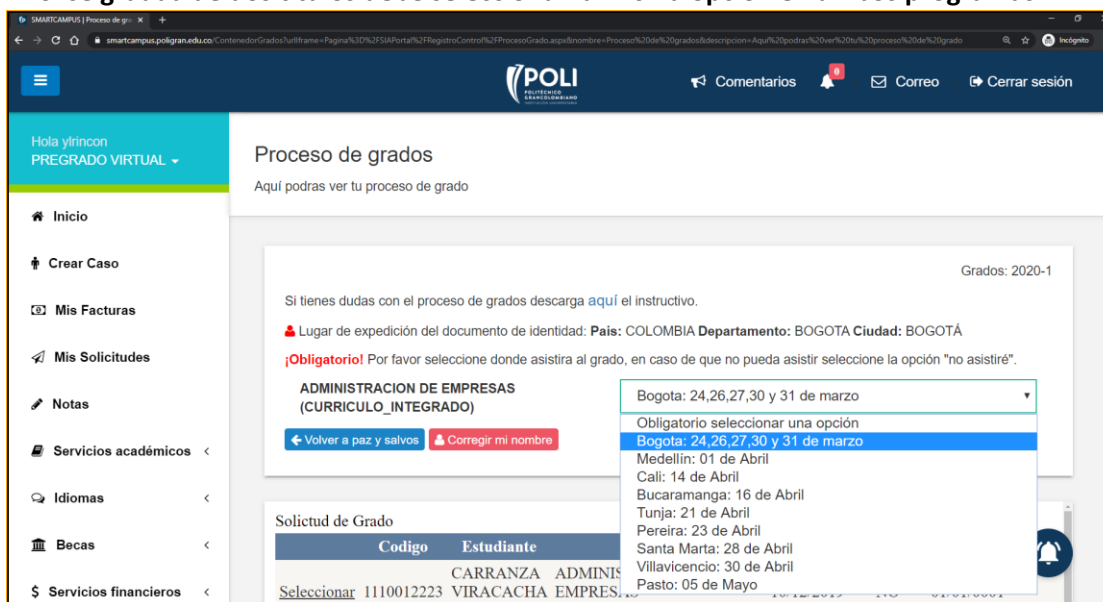 SMARTCAMPUS | Proceso de gra
smartcampus.poligran.edu.co/ContenedorGrados?urlIframe=Pagina%3D%2FSIAPortal%2FRegistroControl%2FProcesoGrado.aspx&nombre=Proceso%20de%20grados&descripcion=Aqui%20podras%20ver%20tu%20proceso%20de%20grado
Incógnito
POLI
POLITÉCNICO
GRANCOLOMBIANO
Comentarios
0
Correo
Cerrar sesión
Hola ylrincon
PREGRADO VIRTUAL
Proceso de grados
Aquí podras ver tu proceso de grado
Inicio
Crear Caso
Mis Facturas
Mis Solicitudes
Notas
Servicios académicos
Idiomas
Becas
Servicios financieros
Grados: 2020-1
Si tienes dudas con el proceso de grados descarga aquí el instructivo.
Lugar de expedición del documento de identidad: Pais: COLOMBIA Departamento: BOGOTA Ciudad: BOGOTÁ
¡Obligatorio! Por favor seleccione donde asistira al grado, en caso de que no pueda asistir seleccione la opción "no asistiré".
ADMINISTRACION DE EMPRESAS
(CURRICULO_INTEGRADO)
Bogota: 24,26,27,30 y 31 de marzo
Obligatorio seleccionar una opción
Bogota: 24,26,27,30 y 31 de marzo
Medellín: 01 de Abril
Cali: 14 de Abril
Bucaramanga: 16 de Abril
Tunja: 21 de Abril
Pereira: 23 de Abril
Santa Marta: 28 de Abril
Villavicencio: 30 de Abril
Pasto: 05 de Mayo
Volver a paz y salvos
Corregir mi nombre
Solictud de Grado
Codigo Estudiante
CARRANZA ADMINIS
Seleccionar 1110012223 VIRACACHA EMPRES